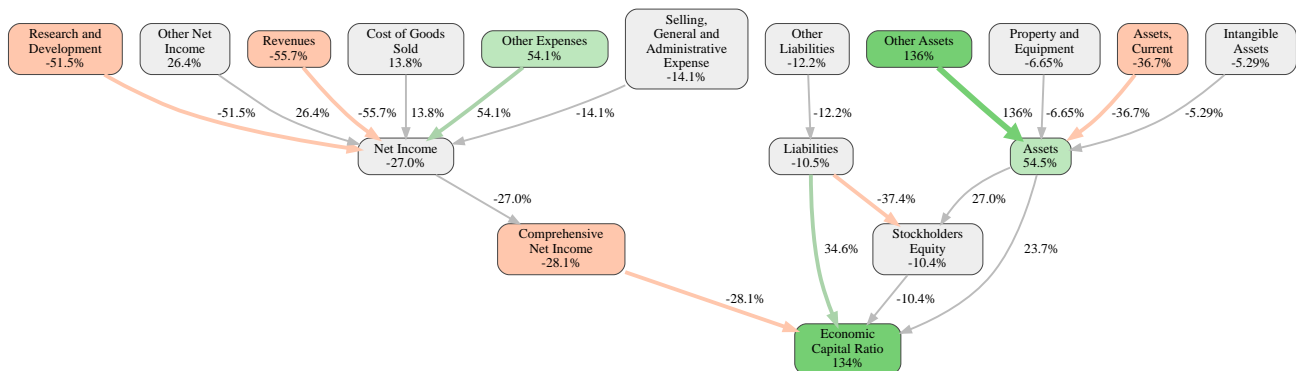 Research and
Development
-51.5%
Other Net
Income
26.4%
Revenues
-55.7%
Cost of Goods
Sold
13.8%
Other Expenses
54.1%
Selling,
General and
Administrative
Expense
-14.1%
Other
Liabilities
-12.2%
Other Assets
136%
Property and
Equipment
-6.65%
Assets,
Current
-36.7%
Intangible
Assets
-5.29%
-51.5%
26.4%
-55.7%
13.8%
54.1%
-14.1%
-12.2%
136%
-6.65%
-36.7%
-5.29%
Net Income
-27.0%
Liabilities
-10.5%
Assets
54.5%
-27.0%
-37.4%
27.0%
Comprehensive
Net Income
-28.1%
34.6%
Stockholders
Equity
-10.4%
23.7%
-28.1%
-10.4%
Economic
Capital Ratio
134%